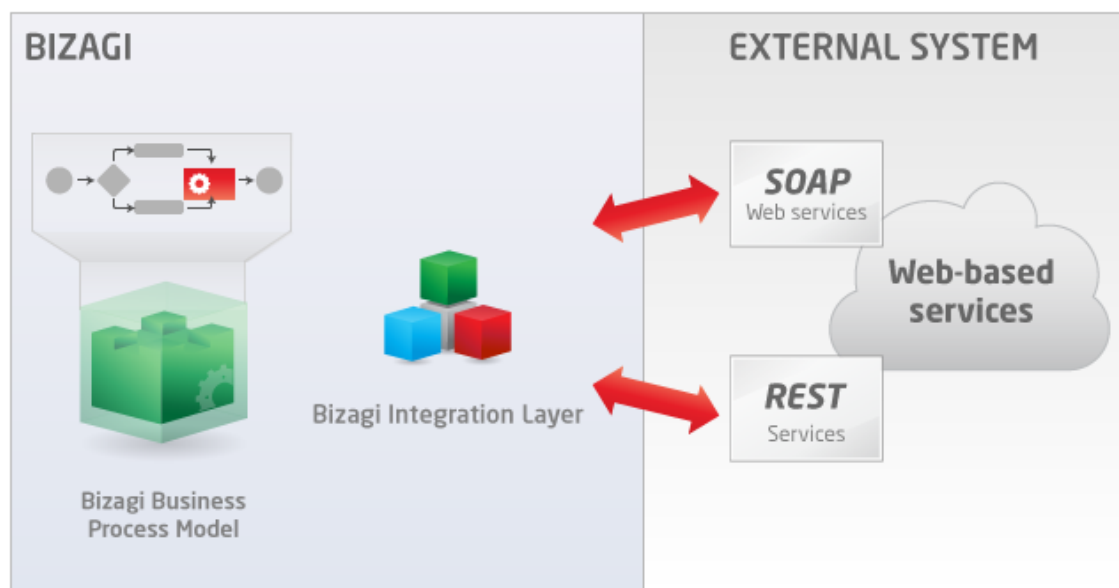 BIZAGI
EXTERNAL SYSTEM
SOAP
Web services
Web-based
services
Bizagi Integration Layer
REST
Services
Bizagi Business
Process Model